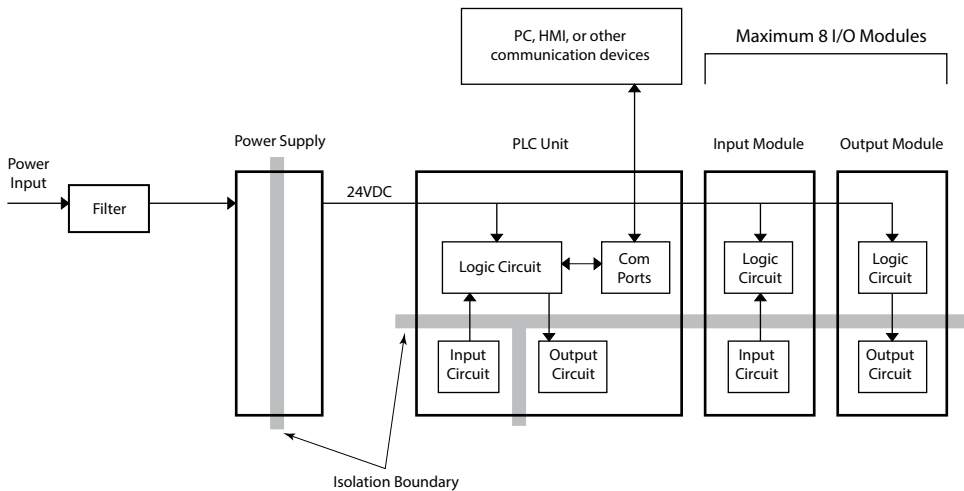 PC, HMI, or other
communication devices
Maximum 8 I/O Modules
Power Supply
PLC Unit
Input Module
Output Module
Power
Input
Filter
24VDC
Logic Circuit
Com
Ports
Logic
Circuit
Logic
Circuit
Input
Circuit
Output
Circuit
Input
Circuit
Output
Circuit
Isolation Boundary